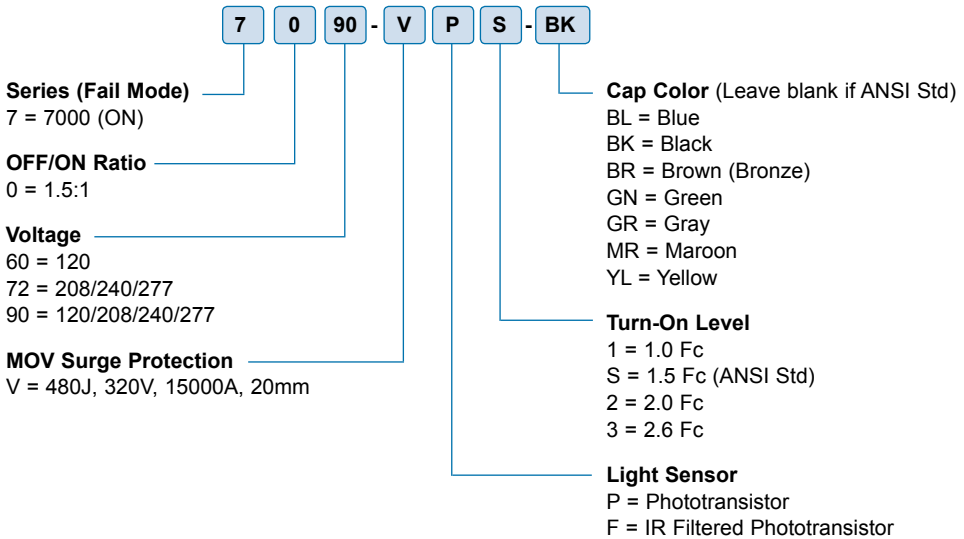 7 0 90 - V P S - BK
Series (Fail Mode)
7 = 7000 (ON)
OFF/ON Ratio
0 = 1.5:1
Voltage
60 = 120
72 = 208/240/277
90 = 120/208/240/277
MOV Surge Protection
V = 480J, 320V, 15000A, 20mm
Cap Color (Leave blank if ANSI Std)
BL = Blue
BK = Black
BR = Brown (Bronze)
GN = Green
GR = Gray
MR = Maroon
YL = Yellow
Turn-On Level
1 = 1.0 Fc
S = 1.5 Fc (ANSI Std)
2 = 2.0 Fc
3 = 2.6 Fc
Light Sensor
P = Phototransistor
F = IR Filtered Phototransistor